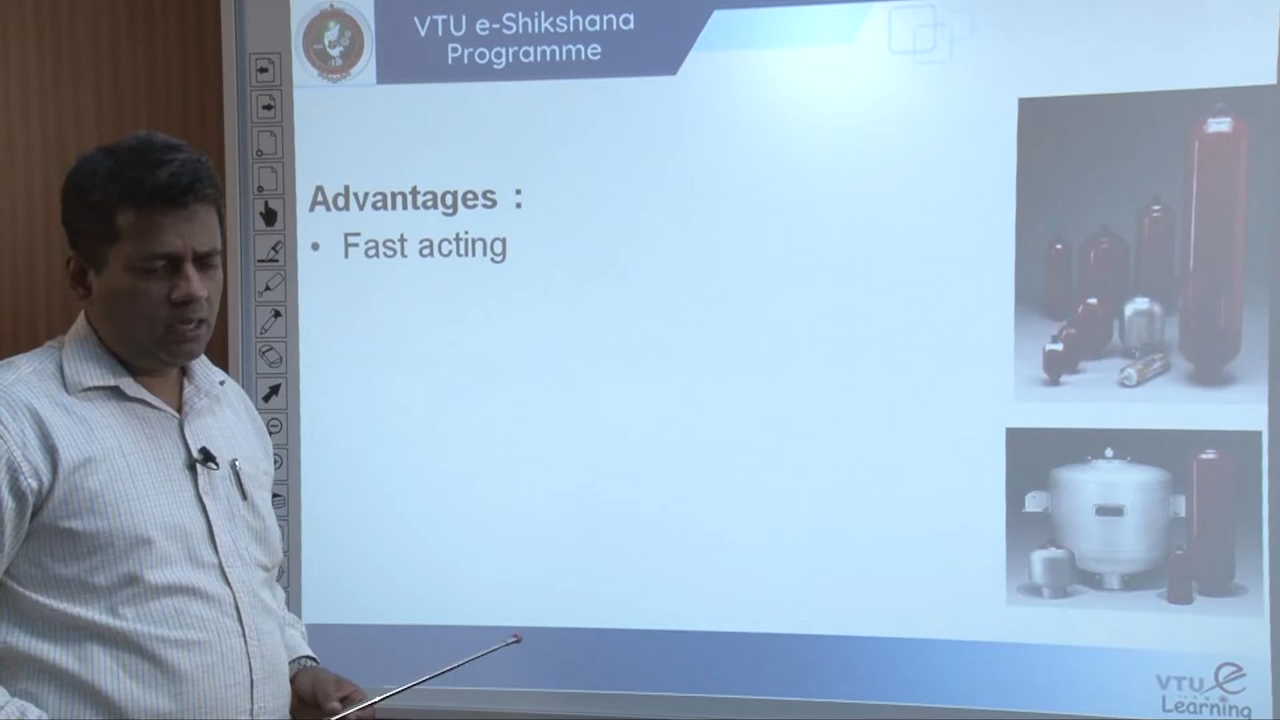 VTU e-Shikshana
Programme
Advantages :
• Fast acting
VTU e
Learning